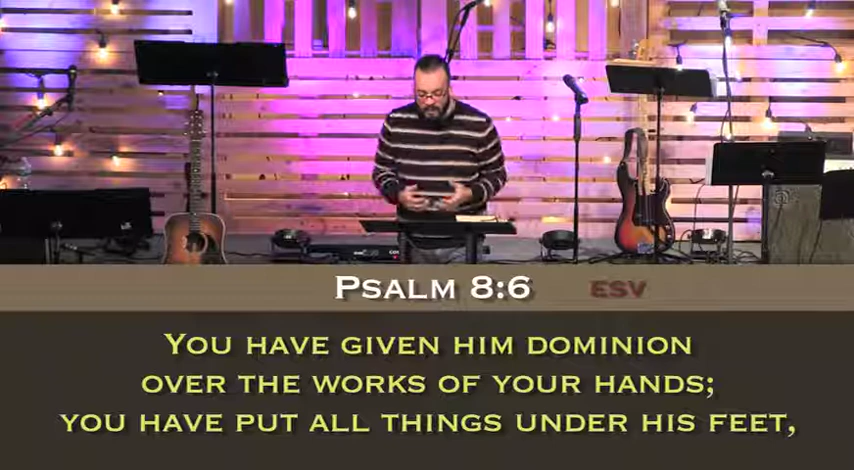 Psalm 8:6 ESV
You have given him dominion
over the works of your hands;
you have put all things under his feet,